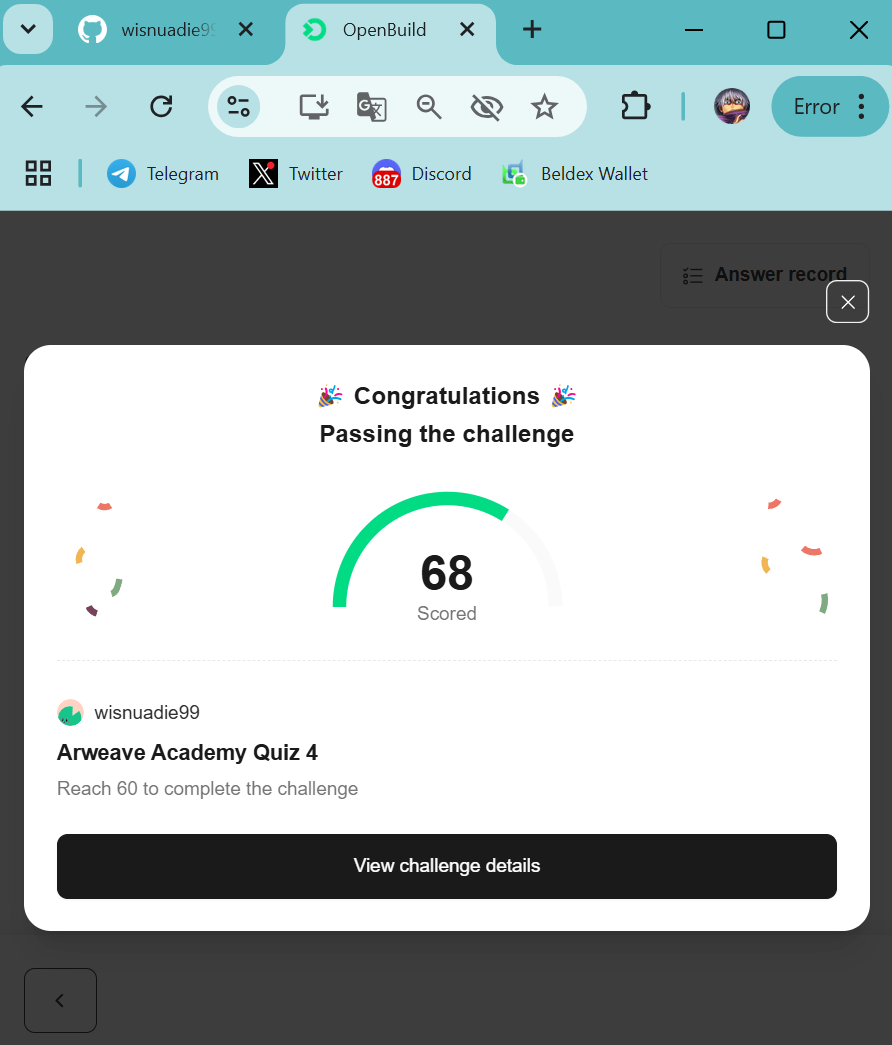 wisnuadie99
OpenBuild
Error
Telegram
Twitter
887
Discord
Beldex Wallet
Answer record
Congratulations
Passing the challenge
68
Scored
wisnuadie99
Arweave Academy Quiz 4
Reach 60 to complete the challenge
View challenge details